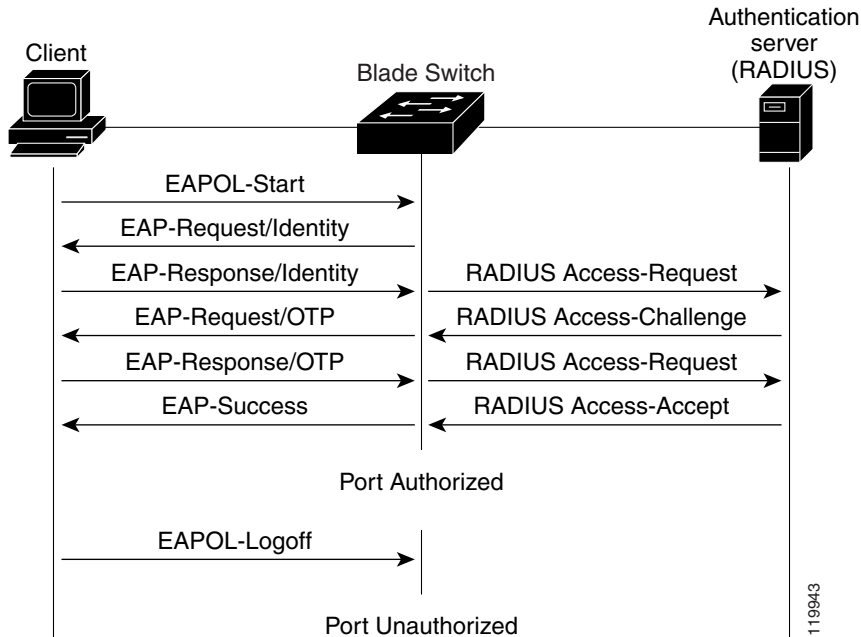 Client
Blade Switch
Authentication
server
(RADIUS)
EAPOL-Start
EAP-Request/Identity
EAP-Response/Identity
RADIUS Access-Request
EAP-Request/OTP
RADIUS Access-Challenge
EAP-Response/OTP
RADIUS Access-Request
EAP-Success
RADIUS Access-Accept
Port Authorized
EAPOL-Logoff
Port Unauthorized
119943